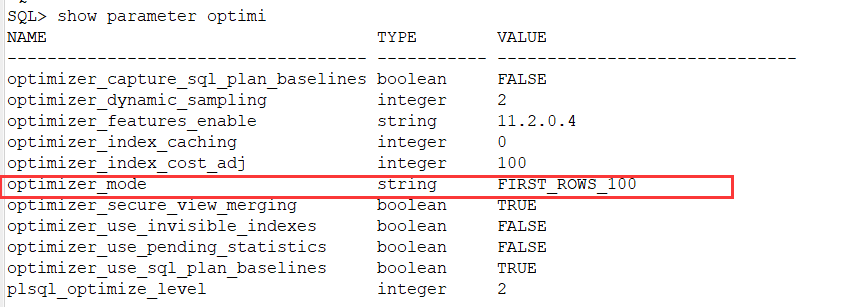 SQL> show parameter optimi
NAME                                 TYPE        VALUE
------------------------------------ ----------- ------------------------------
optimizer_capture_sql_plan_baselines boolean     FALSE
optimizer_dynamic_sampling           integer     2
optimizer_features_enable            string      11.2.0.4
optimizer_index_caching              integer     0
optimizer_index_cost_adj             integer     100
optimizer_mode                       string      FIRST_ROWS_100
optimizer_secure_view_merging        boolean     TRUE
optimizer_use_invisible_indexes      boolean     FALSE
optimizer_use_pending_statistics     boolean     FALSE
optimizer_use_sql_plan_baselines     boolean     TRUE
plsql_optimize_level                 integer     2